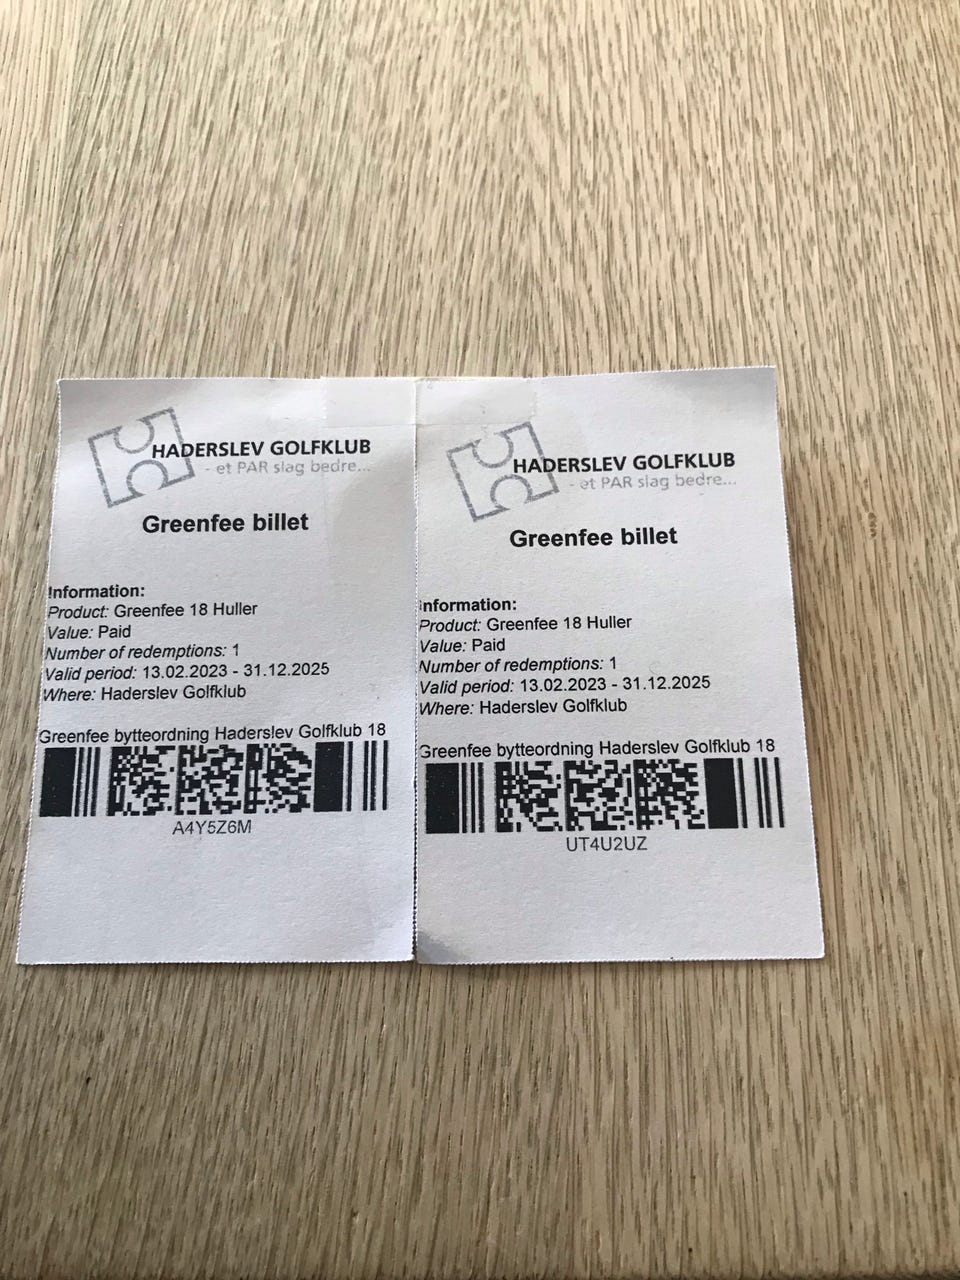 HADERSLEV GOLFKLUB
- et PAR slag bedre...
Greenfee billet
Information:
Product: Greenfee 18 Huller
Value: Paid
Number of redemptions: 1
Valid period: 13.02.2023 - 31.12.2025
Where: Haderslev Golfklub
Greenfee bytteordning Haderslev Golfklub 18
A4Y5Z6M
HADERSLEV GOLFKLUB
- et PAR slag bedre...
Greenfee billet
Information:
Product: Greenfee 18 Huller
Value: Paid
Number of redemptions: 1
Valid period: 13.02.2023 - 31.12.2025
Where: Haderslev Golfklub
Greenfee bytteordning Haderslev Golfklub 18
UT4U2UZ